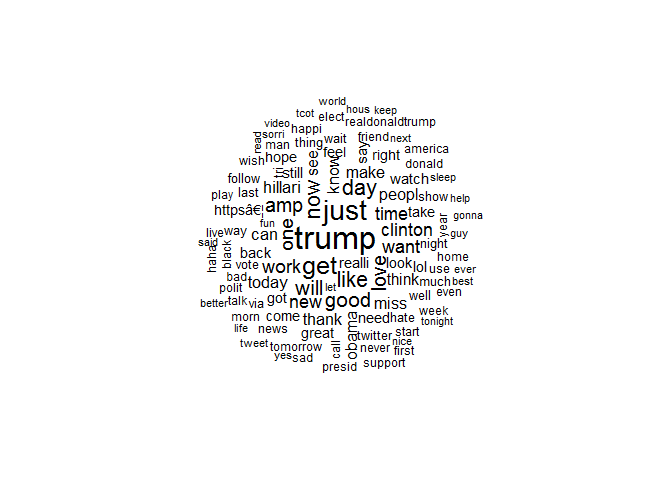 world
tcot hous keep
video elect realdonaldtrump
read sorri happi
man thing wait friend next
wish hope see feel say right america
tri still know make donald
follow hillari now day watch sleep
play last amp just peopl show help
httpsâ€¦ time take gonna
fun one trump clinton year guy
live way can want night
said haha black back get realli love look lol home
vote work like think use ever
bad today will let much best
polit got new good miss well even
better talk via need hate week
morn come thank obama twitter start tonight
life news great call never nice
tweet tomorrow first
yes sad presid support